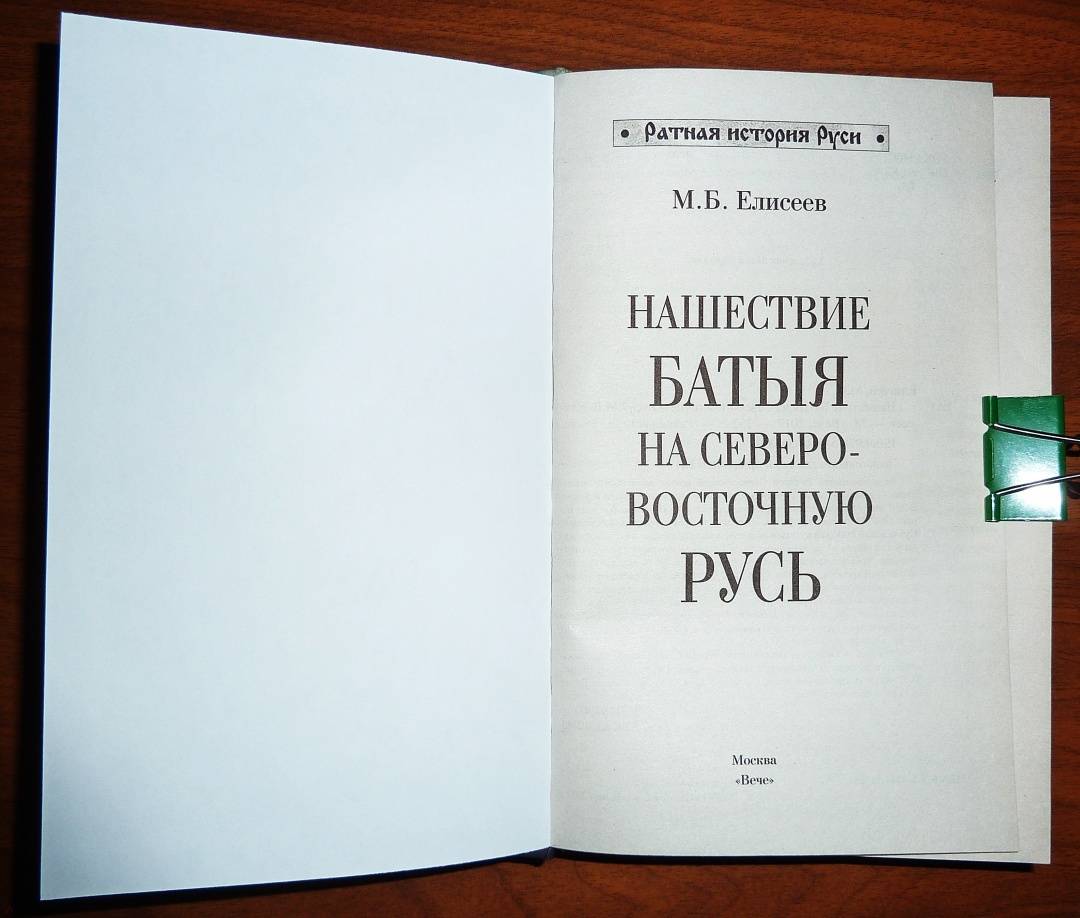 • Ратная история Руси •
М.Б. Елисеев
НАШЕСТВИЕ
БАТЫЯ
НА СЕВЕРО-
ВОСТОЧНУЮ
РУСЬ
Москва
«Вече»